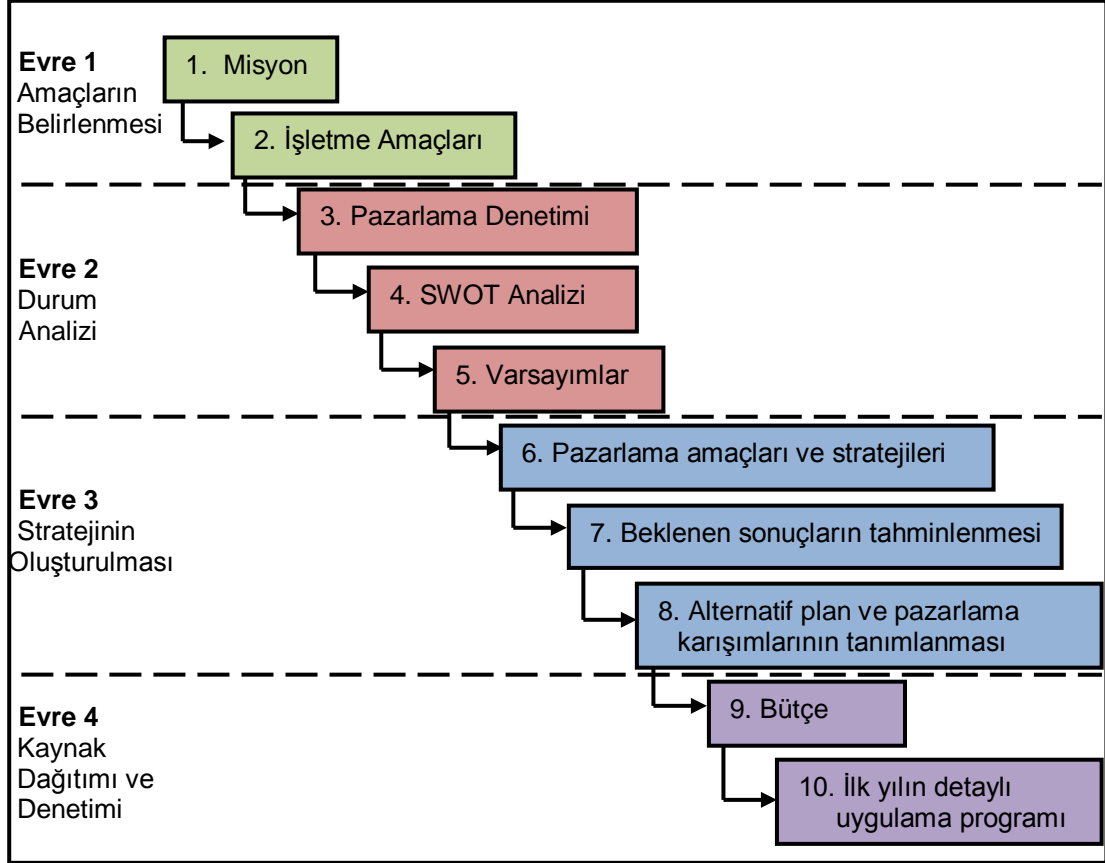 Evre 1
Amaçların
Belirlenmesi
1. Misyon
2. İşletme Amaçları
Evre 2
Durum
Analizi
3. Pazarlama Denetimi
4. SWOT Analizi
5. Varsayımlar
Evre 3
Stratejinin
Oluşturulması
6. Pazarlama amaçları ve stratejileri
7. Beklenen sonuçların tahminlenmesi
8. Alternatif plan ve pazarlama
karışımlarının tanımlanması
Evre 4
Kaynak
Dağıtımı ve
Denetimi
9. Bütçe
10. İlk yılın detaylı
uygulama programı